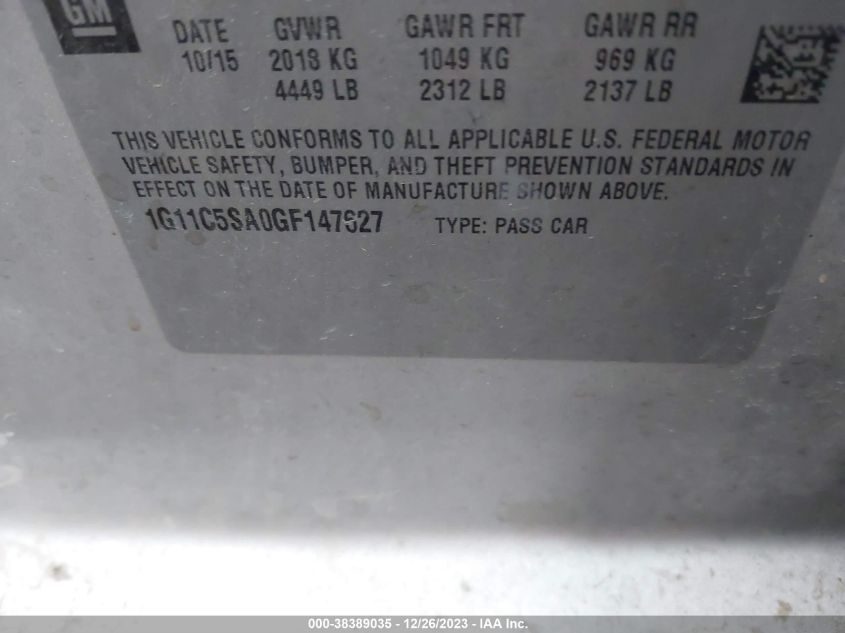 GM
DATE GVWR GAWR FRT GAWR RR
10/15 2018 KG 1049 KG 969 KG
4449 LB 2312 LB 2137 LB
THIS VEHICLE CONFORMS TO ALL APPLICABLE U.S. FEDERAL MOTOR
VEHICLE SAFETY, BUMPER, AND THEFT PREVENTION STANDARDS IN
EFFECT ON THE DATE OF MANUFACTURE SHOWN ABOVE.
1G11C5SA0GF147627 TYPE: PASS CAR
000-38389035 - 12/26/2023 - IAA Inc.